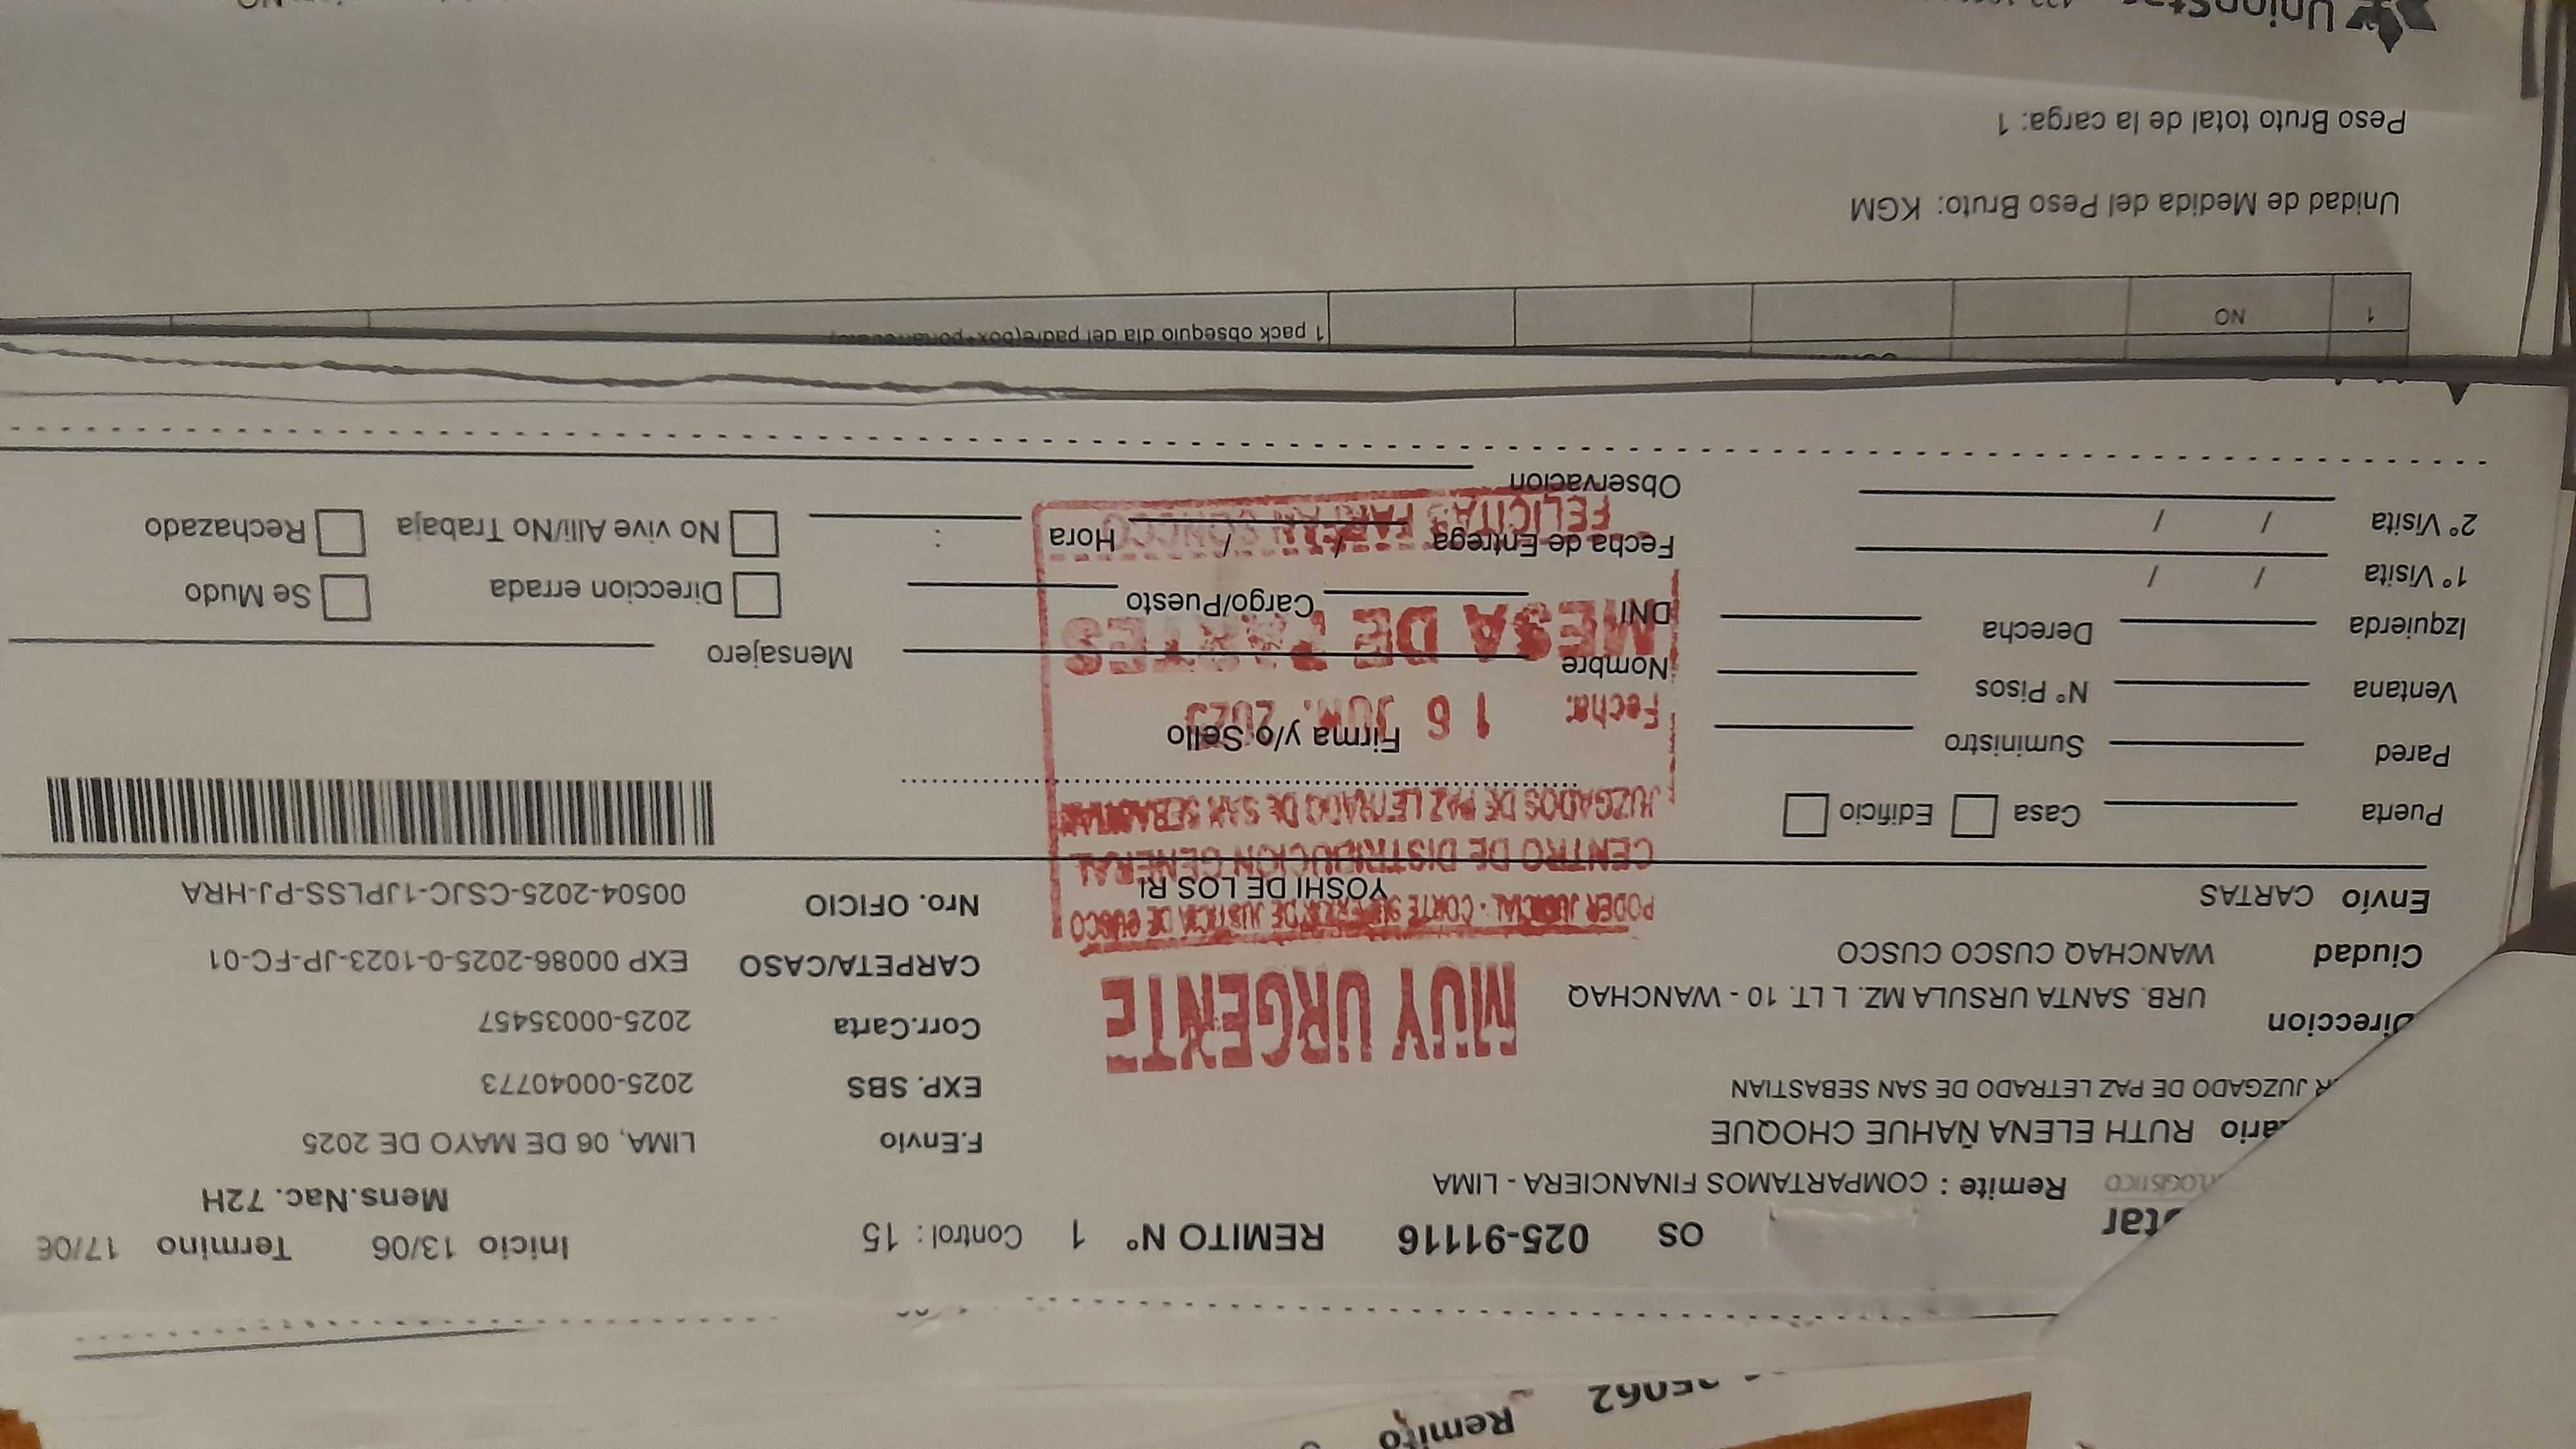 Remito
OS 025-91116 REMITO N° 1 Control : 15 Inicio 13/06 Termino 17/06
Remite : COMPARTAMOS FINANCIERA - LIMA Mens.Nac. 72H
RUTH ELENA ÑAHUE CHOQUE F.Envio LIMA, 06 DE MAYO DE 2025
JUZGADO DE PAZ LETRADO DE SAN SEBASTIAN EXP. SBS 2025-00040773
Direccion URB. SANTA URSULA MZ. L LT. 10 - WANCHAQ Corr.Carta 2025-00035457
MUY URGENTE
Ciudad WANCHAQ CUSCO CUSCO CARPETA/CASO EXP 00086-2025-0-1023-JP-FC-01
Envío CARTAS YOSHI DE LOS RI Nro. OFICIO 00504-2025-CSJC-1JPLSS-PJ-HRA
PODER JUDICIAL - CORTE SUPERIOR DE JUSTICIA DE CUSCO
CENTRO DE DISTRIBUCION GENERAL
JUZGADOS DE PAZ LETRADO DE SAN SEBASTIAN
Puerta Casa Edificio
Pared Suministro Firma y/o Sello
Fecha: 16 JUN. 2025
Ventana N° Pisos Nombre Mensajero
MESA DE PARTES
Izquierda Derecha DNI Cargo/Puesto Direccion errada Se Mudo
1° Visita / / Fecha de Entrega / / Hora : No vive Alli/No Trabaja Rechazado
2° Visita / / Observacion
FELICITAS
1 NO 1 pack obsequio dia del padre(box+
Unidad de Medida del Peso Bruto: KGM
Peso Bruto total de la carga: 1